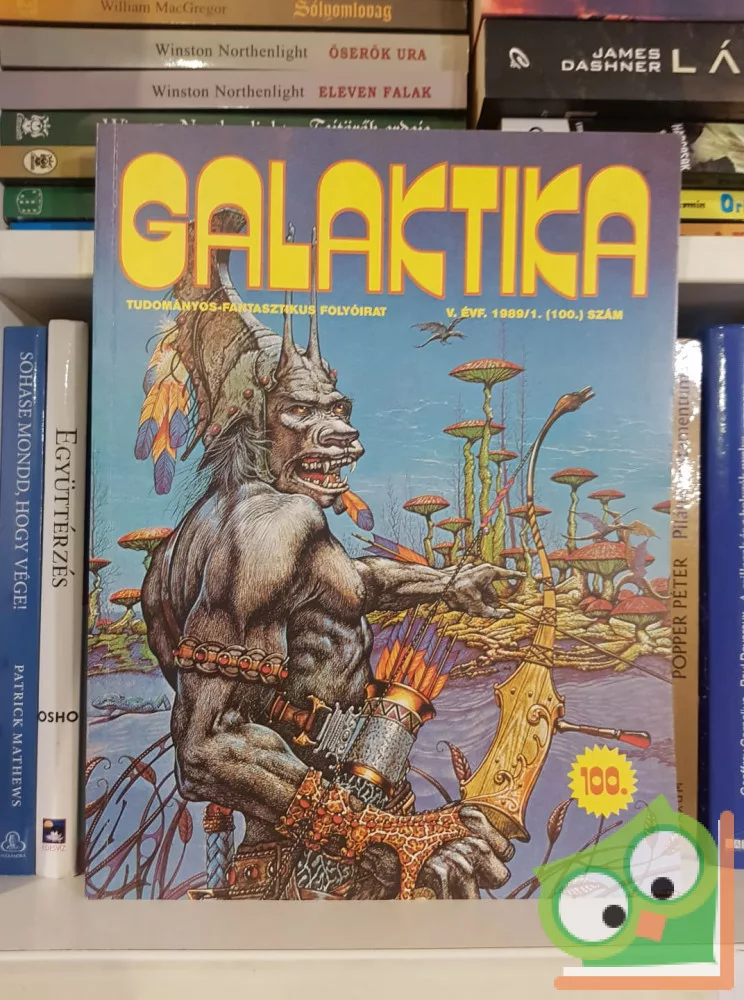 William MacGregor Sólyomlovag
Winston Northenlight ŐSERŐK URA
Winston Northenlight ELEVEN FALAK
JAMES DASHNER LÁ
GALAKTIKA
TUDOMÁNYOS-FANTASZTIKUS FOLYÓIRAT
V. ÉVF. 1989/1. (100.) SZÁM
100.
SOHASE MONDD, HOGY VÉGE!
PATRICK MATHEWS
EGYÜTTÉRZÉS
OSHO
POPPER PÉTER